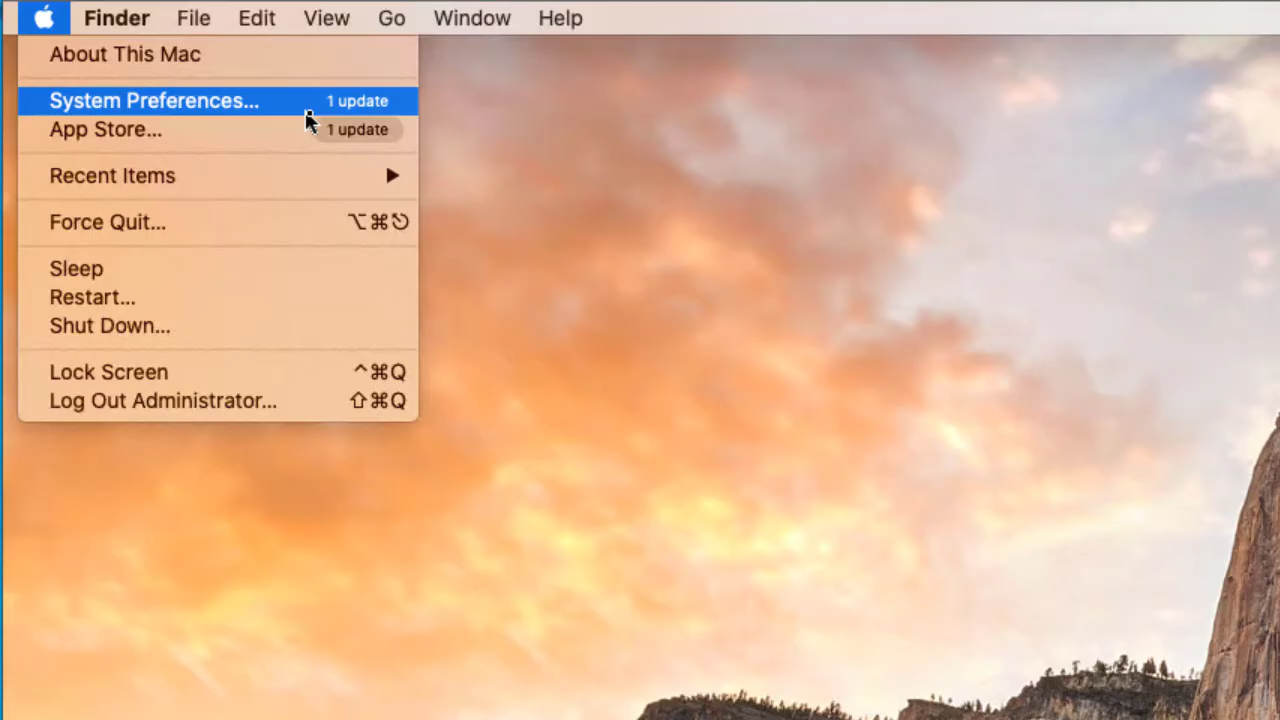 Finder File Edit View Go Window Help
About This Mac
System Preferences... 1 update
App Store... 1 update
Recent Items ▶
Force Quit... ⌥⌘⎋
Sleep
Restart...
Shut Down...
Lock Screen ^⌘Q
Log Out Administrator... ⇧⌘Q